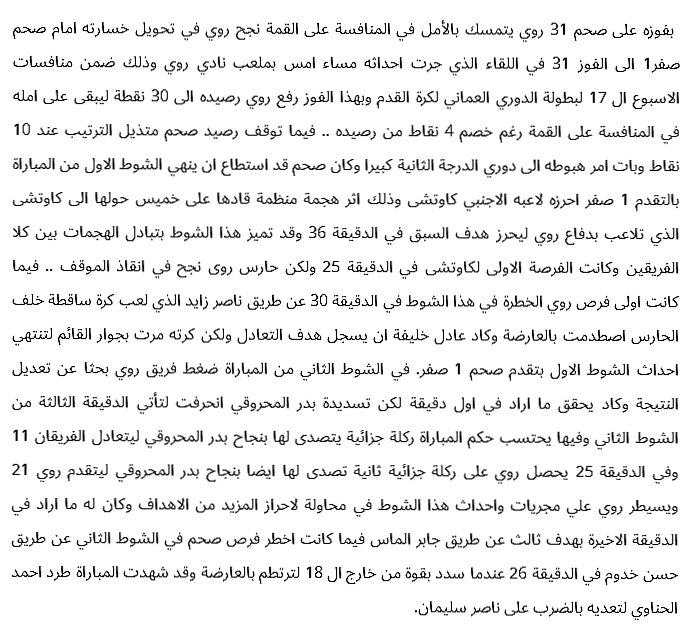 بفوزه على صحم 31 روي يتمسك بالأمل في المنافسة على القمة نجح روي في تحويل خسارته امام صحم
صفر1 الى الفوز 31 في اللقاء الذي جرت احداثه مساء امس بملعب نادي روي وذلك ضمن منافسات
الاسبوع ال 17 لبطولة الدوري العماني لكرة القدم وبهذا الفوز رفع روي رصيده الى 30 نقطة ليبقى على امله
في المنافسة على القمة رغم خصم 4 نقاط من رصيده .. فيما توقف رصيد صحم متذيل الترتيب عند 10
نقاط وبات امر هبوطه الى دوري الدرجة الثانية كبيرا وكان صحم قد استطاع ان ينهي الشوط الاول من المباراة
بالتقدم 1 صفر احرزه لاعبه الاجنبي كاوتشى وذلك اثر هجمة منظمة قادها على خميس حولها الى كاوتشى
الذي تلاعب بدفاع روي ليحرز هدف السبق في الدقيقة 36 وقد تميز هذا الشوط بتبادل الهجمات بين كلا
الفريقين وكانت الفرصة الاولى لكاوتشى في الدقيقة 25 ولكن حارس روى نجح في انقاذ الموقف .. فيما
كانت اولى فرص روي الخطرة في هذا الشوط في الدقيقة 30 عن طريق ناصر زايد الذي لعب كرة ساقطة خلف
الحارس اصطدمت بالعارضة وكاد عادل خليفة ان يسجل هدف التعادل ولكن كرته مرت بجوار القائم لتنتهي
احداث الشوط الاول بتقدم صحم 1 صفر. في الشوط الثاني من المباراة ضغط فريق روي بحثا عن تعديل
النتيجة وكاد يحقق ما اراد في اول دقيقة لكن تسديدة بدر المحروقي انحرفت لتأتي الدقيقة الثالثة من
الشوط الثاني وفيها يحتسب حكم المباراة ركلة جزائية يتصدى لها بنجاح بدر المحروقي ليتعادل الفريقان 11
وفي الدقيقة 25 يحصل روي على ركلة جزائية ثانية تصدى لها ايضا بنجاح بدر المحروقي ليتقدم روي 21
ويسيطر روي علي مجريات واحداث هذا الشوط في محاولة لاحراز المزيد من الاهداف وكان له ما اراد في
الدقيقة الاخيرة بهدف ثالث عن طريق جابر الماس فيما كانت اخطر فرص صحم في الشوط الثاني عن طريق
حسن خدوم في الدقيقة 26 عندما سدد بقوة من خارج ال 18 لترتطم بالعارضة وقد شهدت المباراة طرد احمد
الحناوي لتعديه بالضرب على ناصر سليمان.